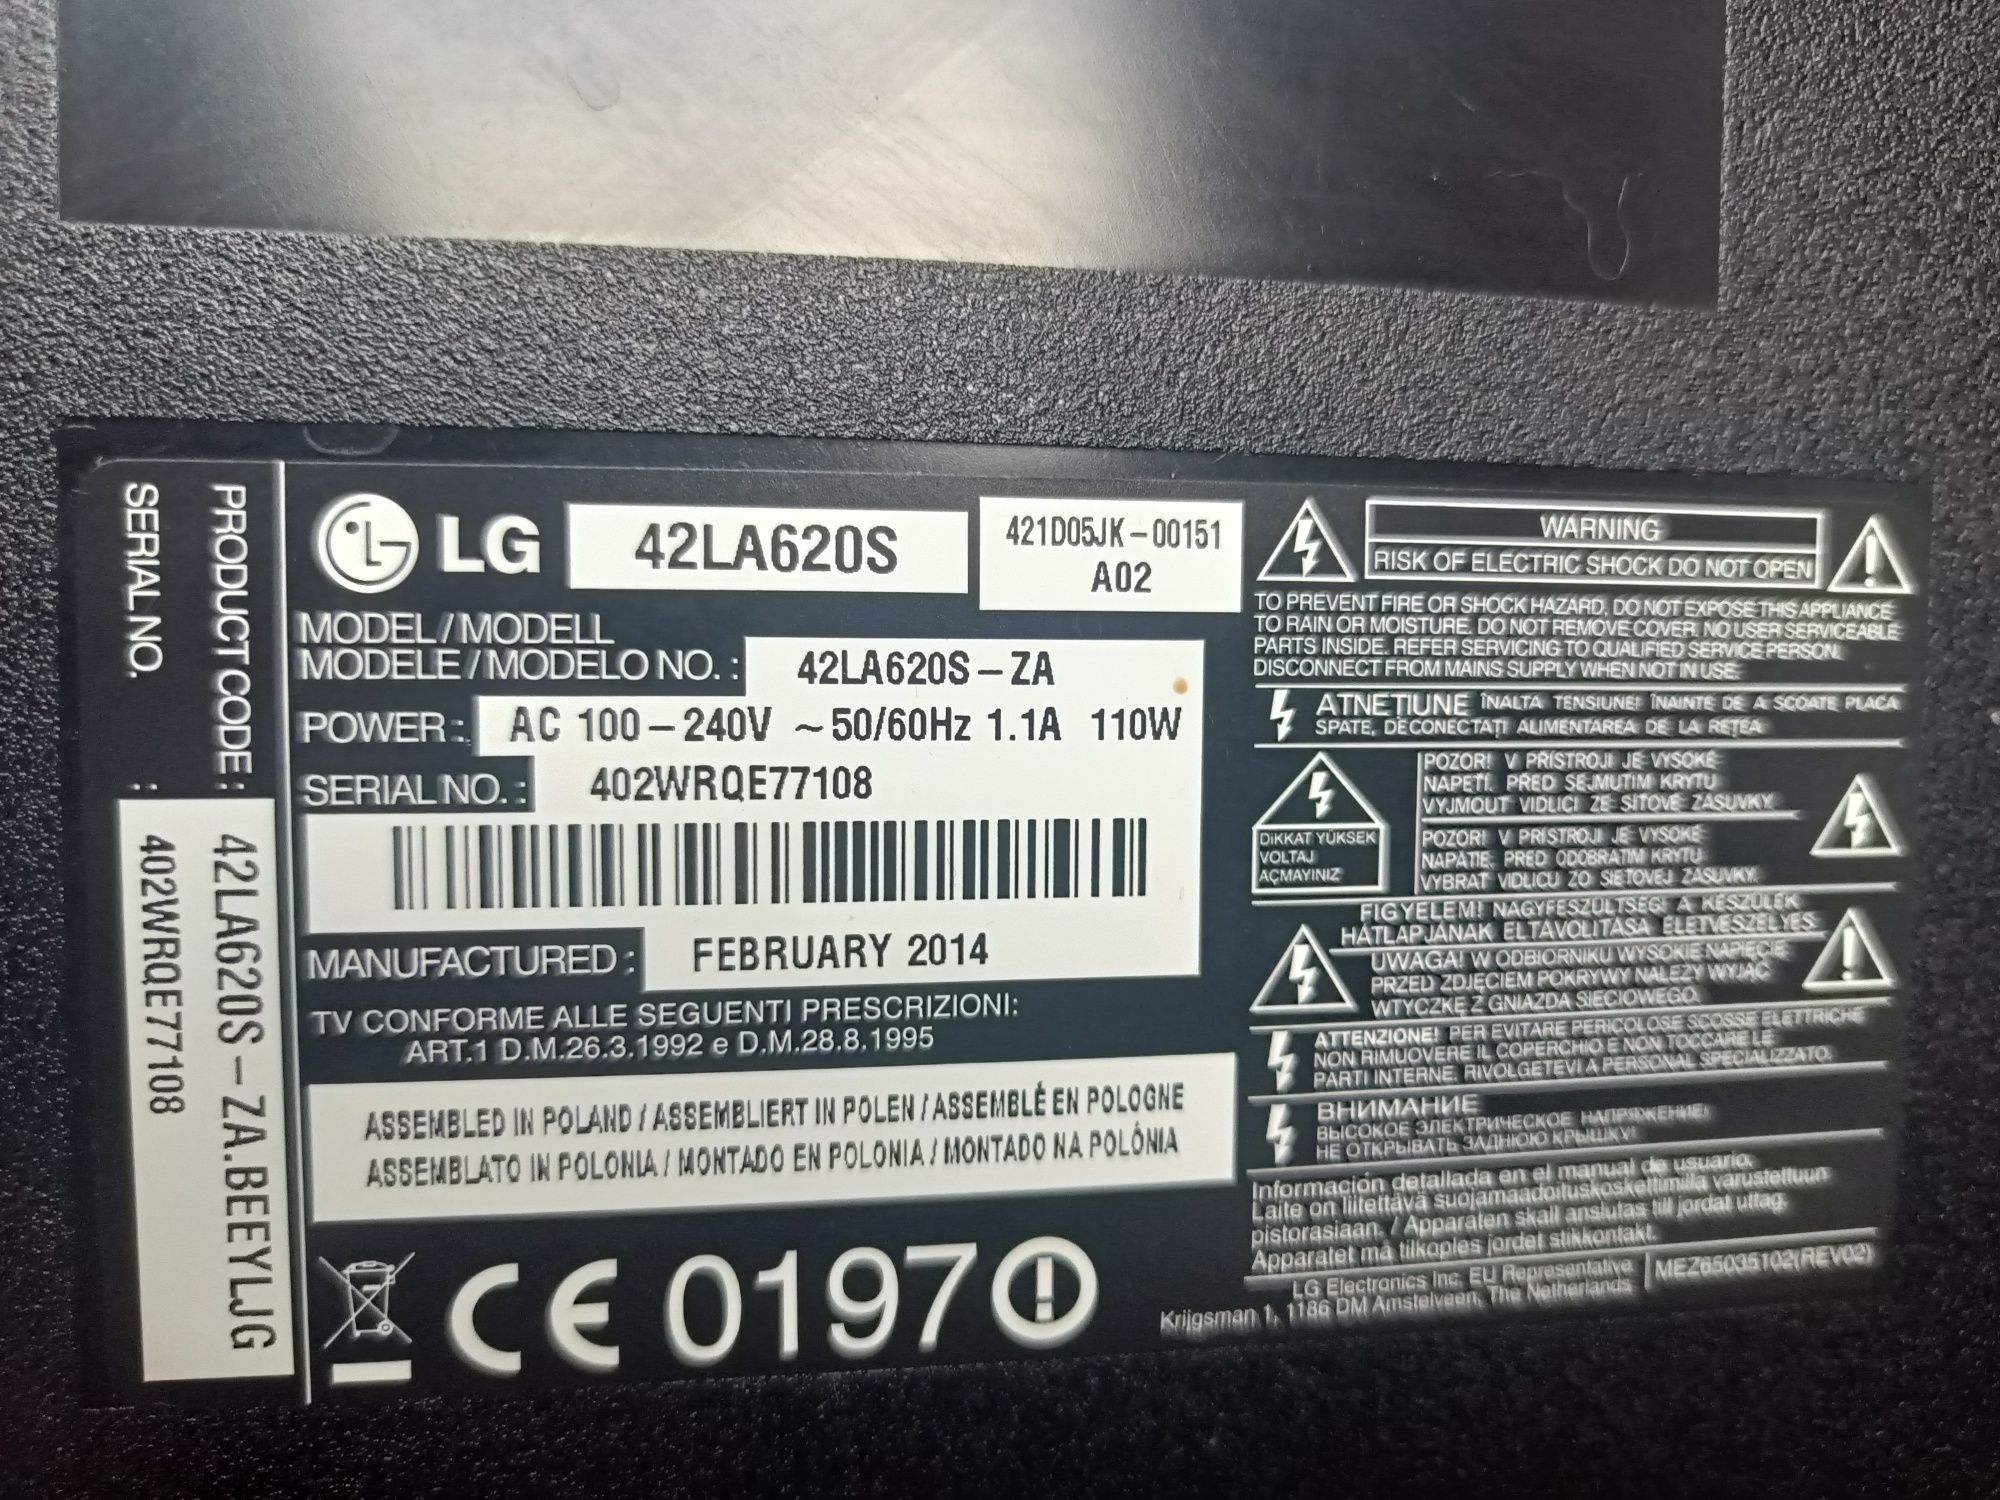 SERIAL NO. : 402WRQE77108
PRODUCT CODE : 42LA620S-ZA.BEEYLJG
LG 42LA620S
421D05JK-00151
A02
MODEL/MODELL
MODELE/MODELO NO. : 42LA620S-ZA
POWER : AC 100-240V ~50/60Hz 1.1A 110W
SERIAL NO. : 402WRQE77108
MANUFACTURED : FEBRUARY 2014
TV CONFORME ALLE SEGUENTI PRESCRIZIONI:
ART.1 D.M.26.3.1992 e D.M.28.8.1995
ASSEMBLED IN POLAND / ASSEMBLIERT IN POLEN / ASSEMBLÉ EN POLOGNE
ASSEMBLATO IN POLONIA / MONTADO EN POLONIA / MONTADO NA POLÓNIA
CE 0197
WARNING
RISK OF ELECTRIC SHOCK DO NOT OPEN
TO PREVENT FIRE OR SHOCK HAZARD, DO NOT EXPOSE THIS APPLIANCE
TO RAIN OR MOISTURE. DO NOT REMOVE COVER. NO USER SERVICEABLE
PARTS INSIDE. REFER SERVICING TO QUALIFIED SERVICE PERSON.
DISCONNECT FROM MAINS SUPPLY WHEN NOT IN USE.
ATNEȚIUNE ÎNALTA TENSIUNE! ÎNAINTE DE A SCOATE PLACA
SPATE, DECONECTAȚI ALIMENTAREA DE LA REȚEA
DİKKAT YÜKSEK
VOLTAJ
AÇMAYINIZ
POZOR! V PŘÍSTROJI JE VYSOKÉ
NAPĚTÍ. PŘED SEJMUTÍM KRYTU
VYJMOUT VIDLICI ZE SÍTOVÉ ZÁSUVKY.
POZOR! V PRÍSTROJI JE VYSOKÉ
NAPÄTIE. PRED ODOBRATÍM KRYTU
VYBRAT VIDLICU ZO SIEŤOVEJ ZÁSUVKY.
FIGYELEM! NAGYFESZÜLTSÉG! A KÉSZÜLÉK
HÁTLAPJÁNAK ELTÁVOLÍTÁSA ÉLETVESZÉLYES.
UWAGA! W ODBIORNIKU WYSOKIE NAPIĘCIE.
PRZED ZDJĘCIEM POKRYWY NALEŻY WYJĄĆ
WTYCZKĘ Z GNIAZDA SIECIOWEGO.
ATTENZIONE! PER EVITARE PERICOLOSE SCOSSE ELETTRICHE
NON RIMUOVERE IL COPERCHIO E NON TOCCARE LE
PARTI INTERNE. RIVOLGETEVI A PERSONAL SPECIALIZZATO.
ВНИМАНИЕ
ВЫСОКОЕ ЭЛЕКТРИЧЕСКОЕ НАПРЯЖЕНИЕ!
НЕ ОТКРЫВАТЬ ЗАДНЮЮ КРЫШКУ!
Información detallada en el manual de usuario.
Laite on liitettävä suojamaadoituskoskettimilla varustettuun
pistorasiaan. / Apparaten skall anslutas till jordat uttag.
Apparatet må tilkoples jordet stikkontakt.
LG Electronics Inc. EU Representative
Krijgsman 1, 1186 DM Amstelveen, The Netherlands
MEZ65035102(REV02)